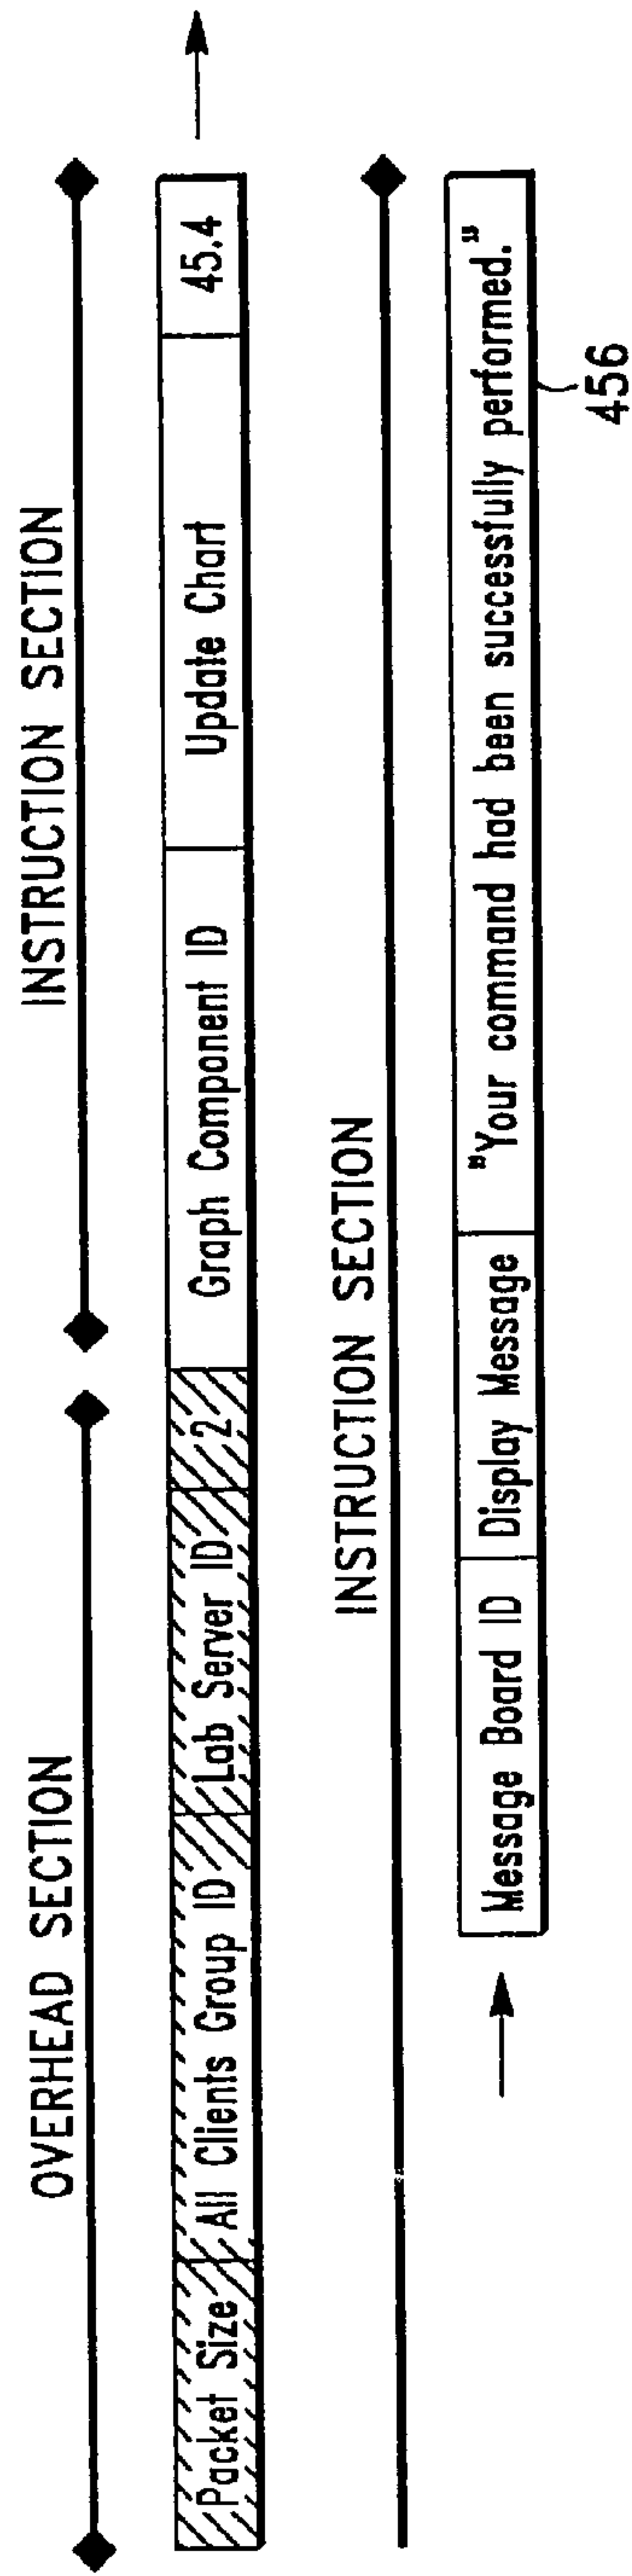 OVERHEAD SECTION INSTRUCTION SECTION
Packet Size All Clients Group ID Lab Server ID 2 Graph Component ID Update Chart 45.4
INSTRUCTION SECTION
Message Board ID Display Message "Your command had been successfully performed."
456